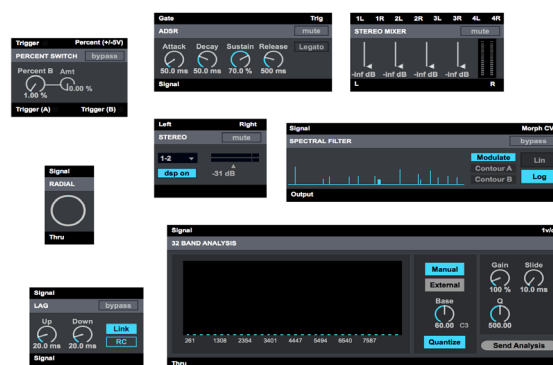 Trigger Percent (+/-5V)
PERCENT SWITCH bypass
Percent B Amt
1.00 % 0.00 %
Trigger (A) Trigger (B)
Gate Trig
ADSR mute
Attack Decay Sustain Release Legato
50.0 ms 50.0 ms 70.0 % 500 ms
Signal
1L 1R 2L 2R 3L 3R 4L 4R
STEREO MIXER mute
-inf dB -inf dB -inf dB -inf dB
L R
Left Right
STEREO mute
1-2
dsp on -31 dB
Signal Morph CV
SPECTRAL FILTER bypass
Modulate Lin
Contour A
Contour B Log
Output
Signal
RADIAL
Thru
Signal 1v/
32 BAND ANALYSIS
Manual Gain Slide
External 100 % 10.0 ms
Base Q
60.00 C3 500.00
Quantize Send Analysis
261 1308 2354 3401 4447 5494 6540 7587
Thru
Signal
LAG bypass
Up Down Link
20.0 ms 20.0 ms RC
Signal